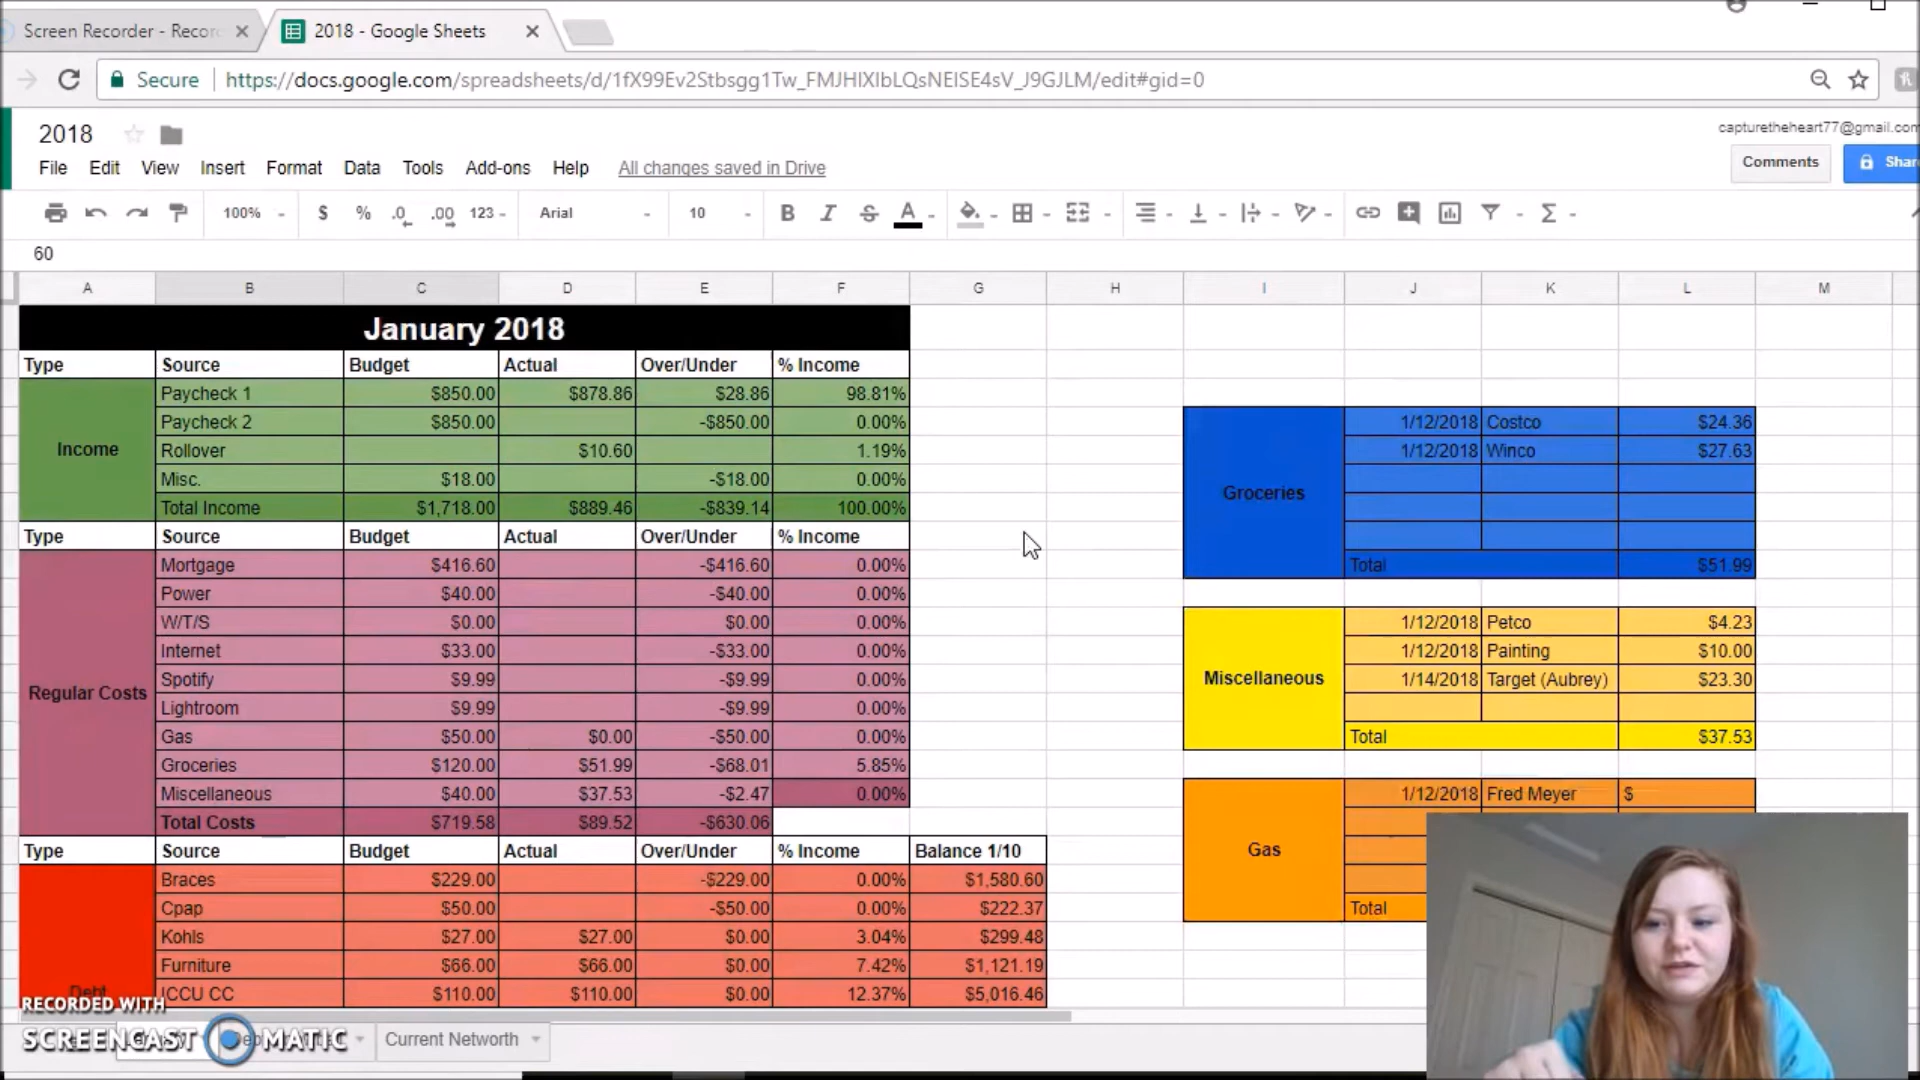 Screen Recorder - Recor
2018 - Google Sheets
Secure
https://docs.google.com/spreadsheets/d/1fX99Ev2Stbsgg1Tw_FMJHIXIbLQsNEISE4sV_J9GJLM/edit#gid=0
2018
capturetheheart77@gmail.com
File Edit View Insert Format Data Tools Add-ons Help All changes saved in Drive
Comments
Shar
100% $ % .0 .00 123 Arial 10 B I S A Σ
60
A B C D E F G H I J K L M
January 2018
Type Source Budget Actual Over/Under % Income
Income
Paycheck 1 $850.00 $878.86 $28.86 98.81%
Paycheck 2 $850.00 -$850.00 0.00%
Rollover $10.60 1.19%
Misc. $18.00 -$18.00 0.00%
Total Income $1,718.00 $889.46 -$839.14 100.00%
Type Source Budget Actual Over/Under % Income
Regular Costs
Mortgage $416.60 -$416.60 0.00%
Power $40.00 -$40.00 0.00%
W/T/S $0.00 $0.00 0.00%
Internet $33.00 -$33.00 0.00%
Spotify $9.99 -$9.99 0.00%
Lightroom $9.99 -$9.99 0.00%
Gas $50.00 $0.00 -$50.00 0.00%
Groceries $120.00 $51.99 -$68.01 5.85%
Miscellaneous $40.00 $37.53 -$2.47 0.00%
Total Costs $719.58 $89.52 -$630.06
Type Source Budget Actual Over/Under % Income Balance 1/10
Debt
Braces $229.00 -$229.00 0.00% $1,580.60
Cpap $50.00 -$50.00 0.00% $222.37
Kohls $27.00 $27.00 $0.00 3.04% $299.48
Furniture $66.00 $66.00 $0.00 7.42% $1,121.19
ICCU CC $110.00 $110.00 $0.00 12.37% $5,016.46
Groceries
1/12/2018 Costco $24.36
1/12/2018 Winco $27.63
Total $51.99
Miscellaneous
1/12/2018 Petco $4.23
1/12/2018 Painting $10.00
1/14/2018 Target (Aubrey) $23.30
Total $37.53
Gas
1/12/2018 Fred Meyer $
Total
RECORDED WITH
SCREENCAST MATIC
Current Networth